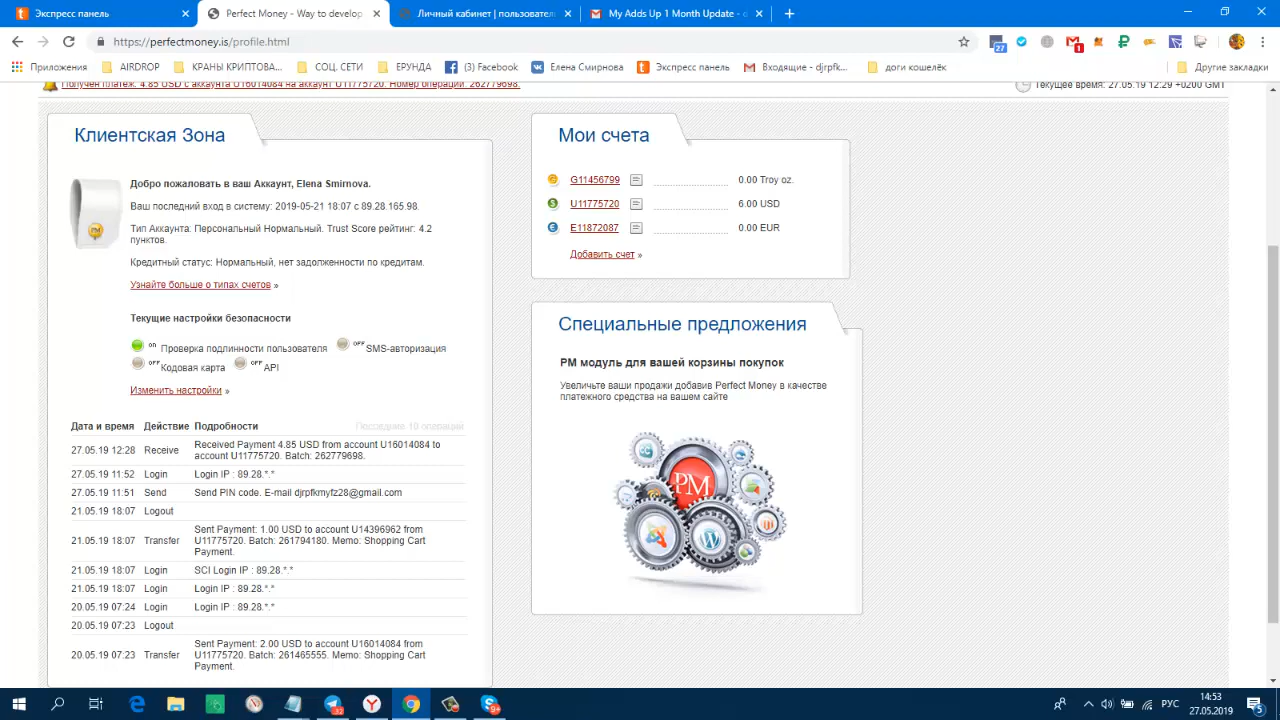 Экспресс панель
Perfect Money - Way to develop
Личный кабинет | пользовател
My Adds Up 1 Month Update - d
https://perfectmoney.is/profile.html
27
1
Приложения
AIRDROP
КРАНЫ КРИПТОВА...
СОЦ. СЕТИ
ЕРУНДА
(3) Facebook
Елена Смирнова
Экспресс панель
Входящие - djrpfk...
доги кошелёк
Другие закладки
Получен платеж: 4.85 USD с аккаунта U16014084 на аккаунт U11775720. Номер операции: 262779698.
Текущее время: 27.05.19 12:29 +0200 GMT
Клиентская Зона
Добро пожаловать в ваш Аккаунт, Elena Smirnova.
Ваш последний вход в систему: 2019-05-21 18:07 с 89.28.165.98.
Тип Аккаунта: Персональный Нормальный. Trust Score рейтинг: 4.2
пунктов.
Кредитный статус: Нормальный, нет задолженности по кредитам.
Узнайте больше о типах счетов »
Текущие настройки безопасности
ON Проверка подлинности пользователя OFF SMS-авторизация
OFF Кодовая карта OFF API
Изменить настройки »
Дата и время Действие Подробности Последние 10 операций
27.05.19 12:28 Receive Received Payment 4.85 USD from account U16014084 to
account U11775720. Batch: 262779698.
27.05.19 11:52 Login Login IP : 89.28.*.*
27.05.19 11:51 Send Send PIN code. E-mail djrpfkmyfz28@gmail.com
21.05.19 18:07 Logout
21.05.19 18:07 Transfer Sent Payment: 1.00 USD to account U14396962 from
U11775720. Batch: 261794180. Memo: Shopping Cart
Payment.
21.05.19 18:07 Login SCI Login IP : 89.28.*.*
21.05.19 18:07 Login Login IP : 89.28.*.*
20.05.19 07:24 Login Login IP : 89.28.*.*
20.05.19 07:23 Logout
20.05.19 07:23 Transfer Sent Payment: 2.00 USD to account U16014084 from
U11775720. Batch: 261465555. Memo: Shopping Cart
Payment.
Мои счета
G11456799 0.00 Troy oz.
U11775720 6.00 USD
E11872087 0.00 EUR
Добавить счет »
Специальные предложения
PM модуль для вашей корзины покупок
Увеличьте ваши продажи добавив Perfect Money в качестве
платежного средства на вашем сайте
PM
РУС
14:53
27.05.2019